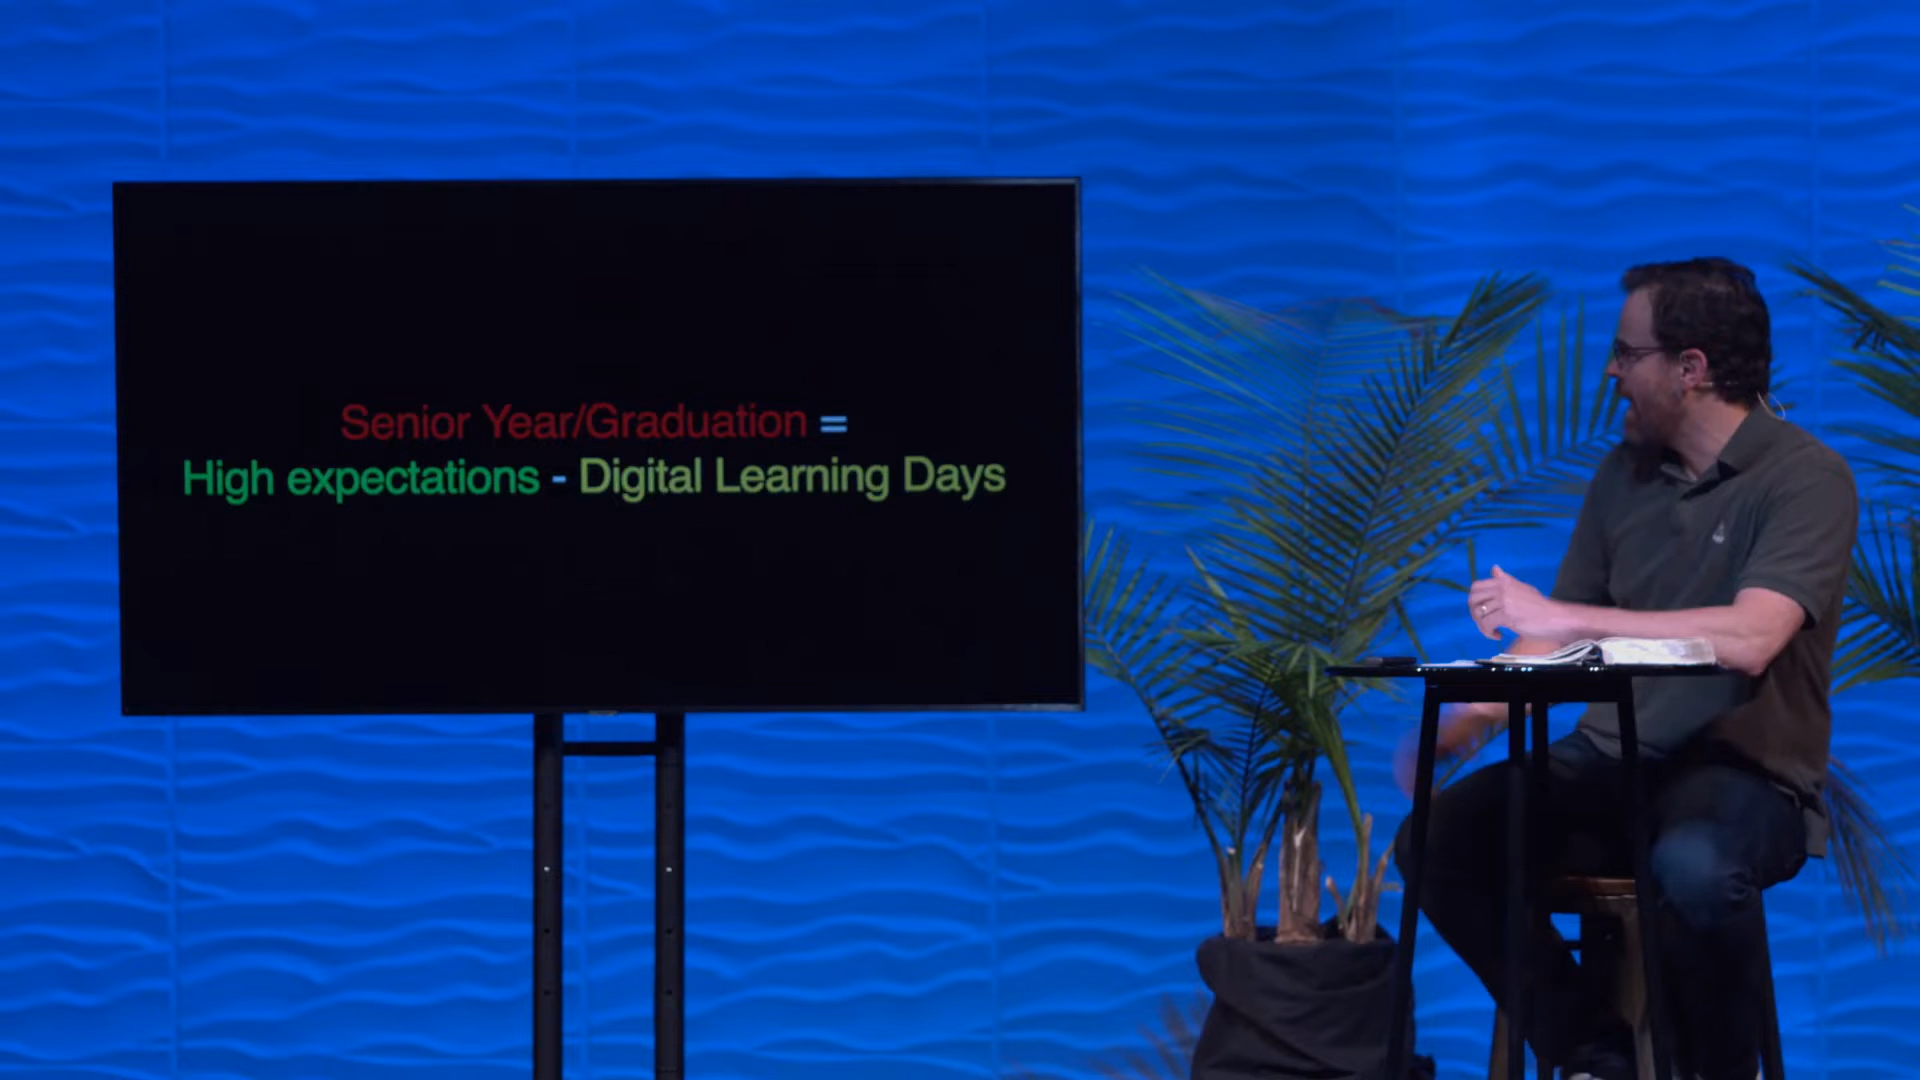 Senior Year/Graduation =
High expectations - Digital Learning Days